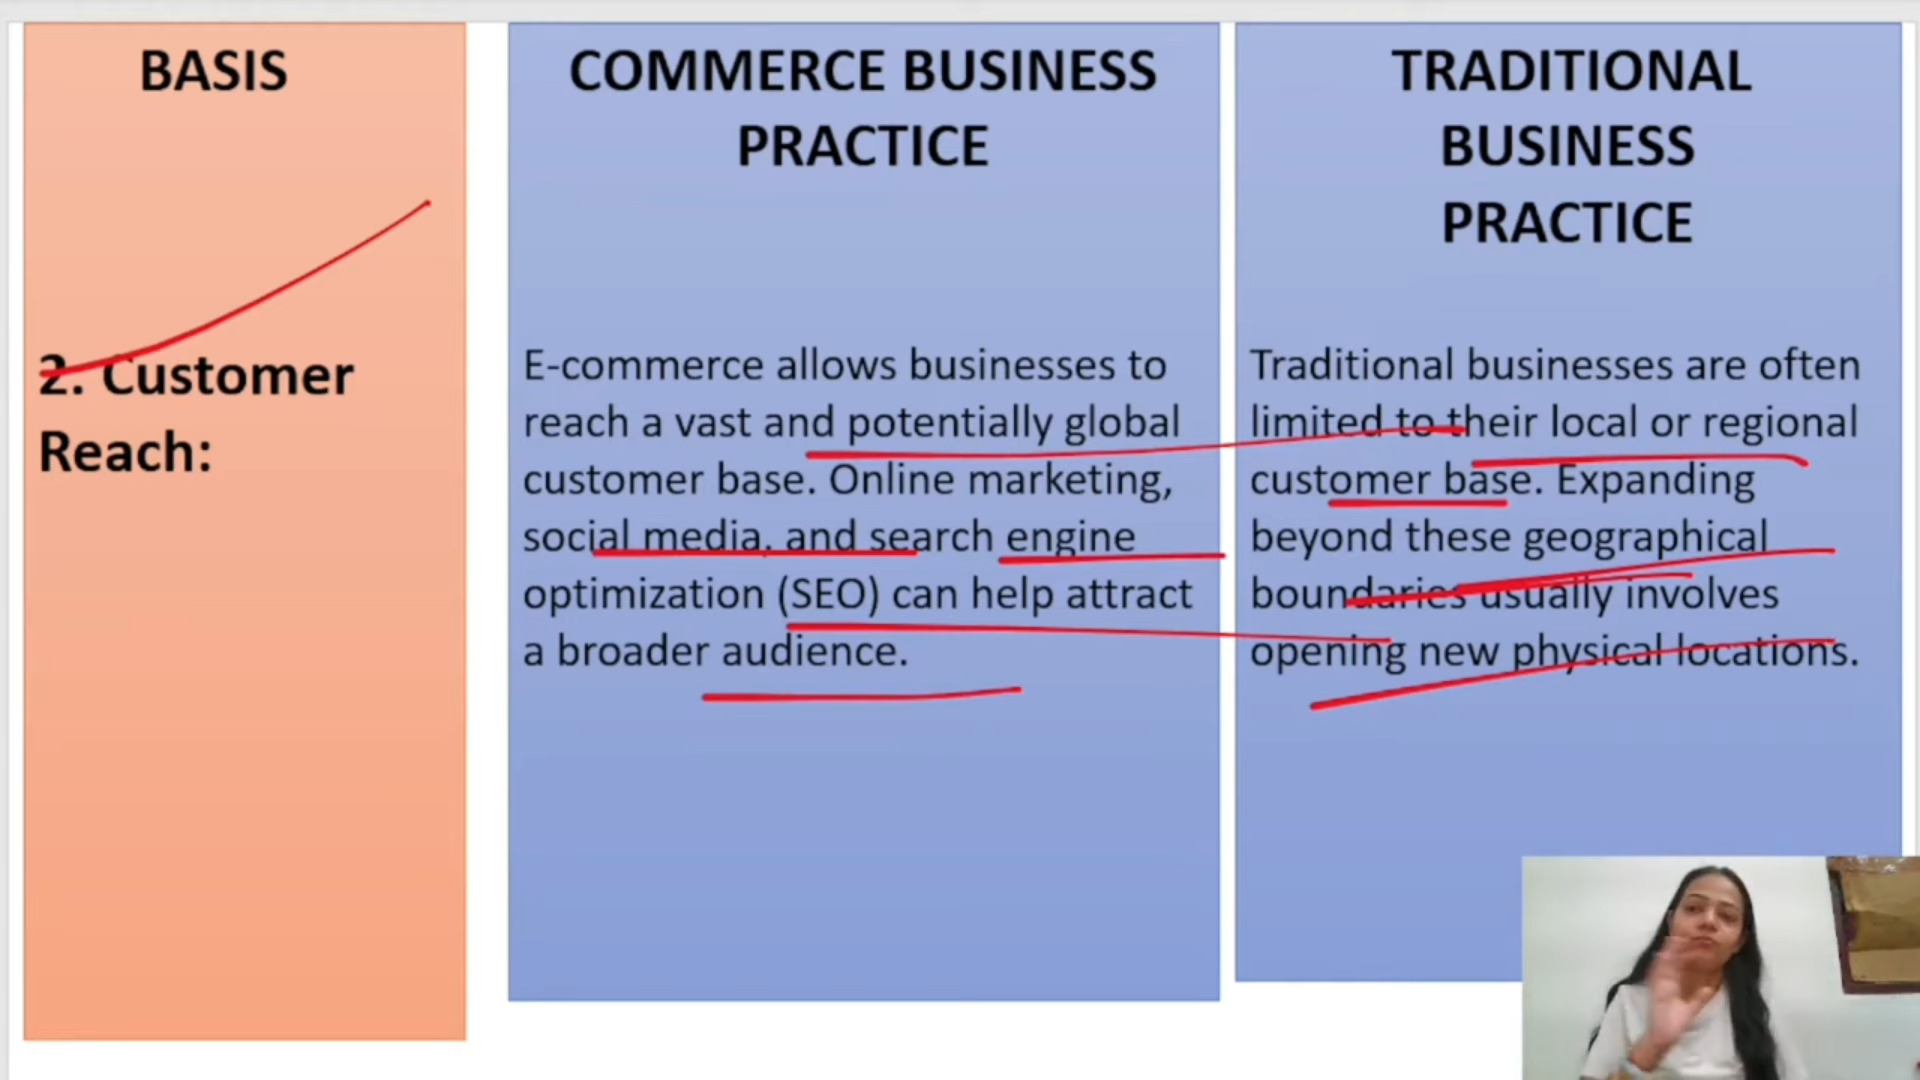 BASIS
2. Customer
Reach:
COMMERCE BUSINESS
PRACTICE
E-commerce allows businesses to
reach a vast and potentially global
customer base. Online marketing,
social media, and search engine
optimization (SEO) can help attract
a broader audience.
TRADITIONAL
BUSINESS
PRACTICE
Traditional businesses are often
limited to their local or regional
customer base. Expanding
beyond these geographical
boundaries usually involves
opening new physical locations.